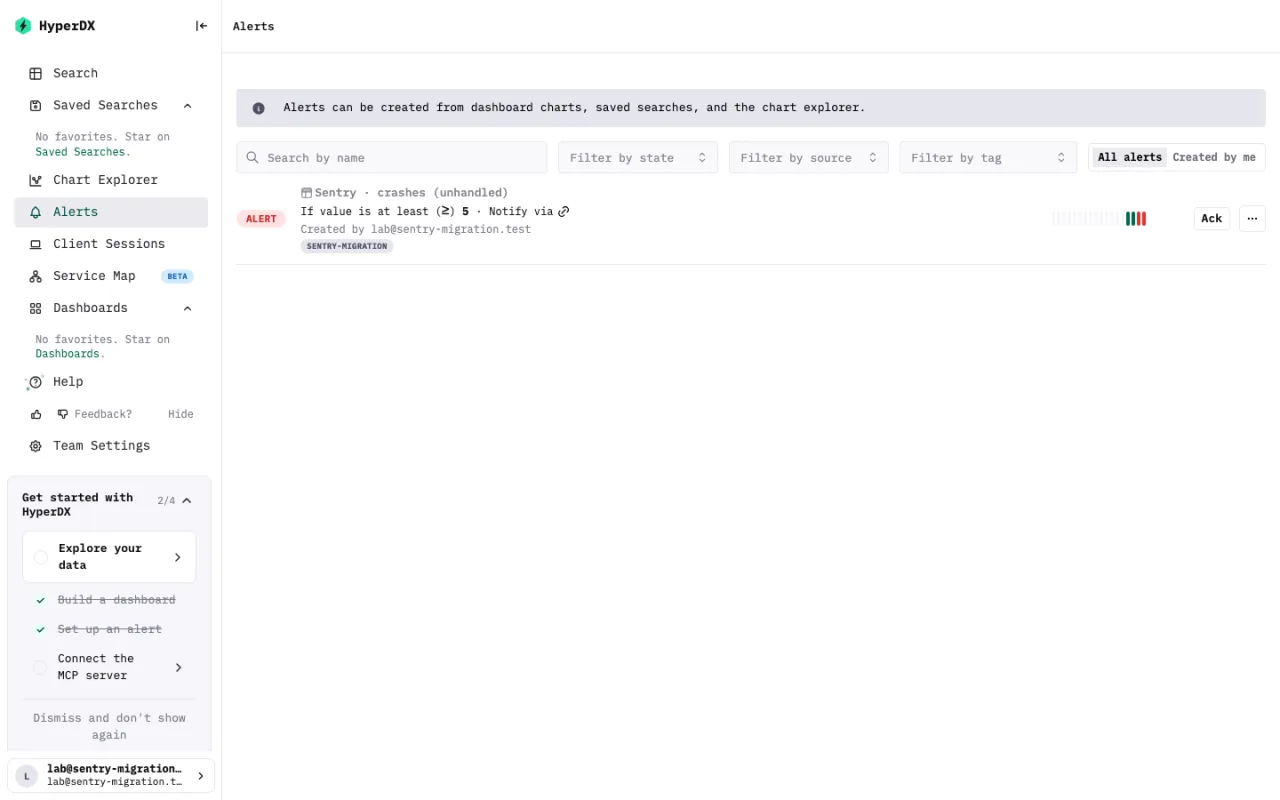 HyperDX
Alerts
Search
Saved Searches
No favorites. Star on
Saved Searches.
Chart Explorer
Alerts
Client Sessions
Service Map BETA
Dashboards
No favorites. Star on
Dashboards.
Help
Feedback? Hide
Team Settings
Get started with
HyperDX
2/4
Explore your
data
Build a dashboard
Set up an alert
Connect the
MCP server
Dismiss and don't show
again
L
lab@sentry-migration…
lab@sentry-migration.t…
Alerts can be created from dashboard charts, saved searches, and the chart explorer.
Search by name
Filter by state
Filter by source
Filter by tag
All alerts Created by me
ALERT
Sentry · crashes (unhandled)
If value is at least (≥) 5 · Notify via
Created by lab@sentry-migration.test
SENTRY-MIGRATION
Ack